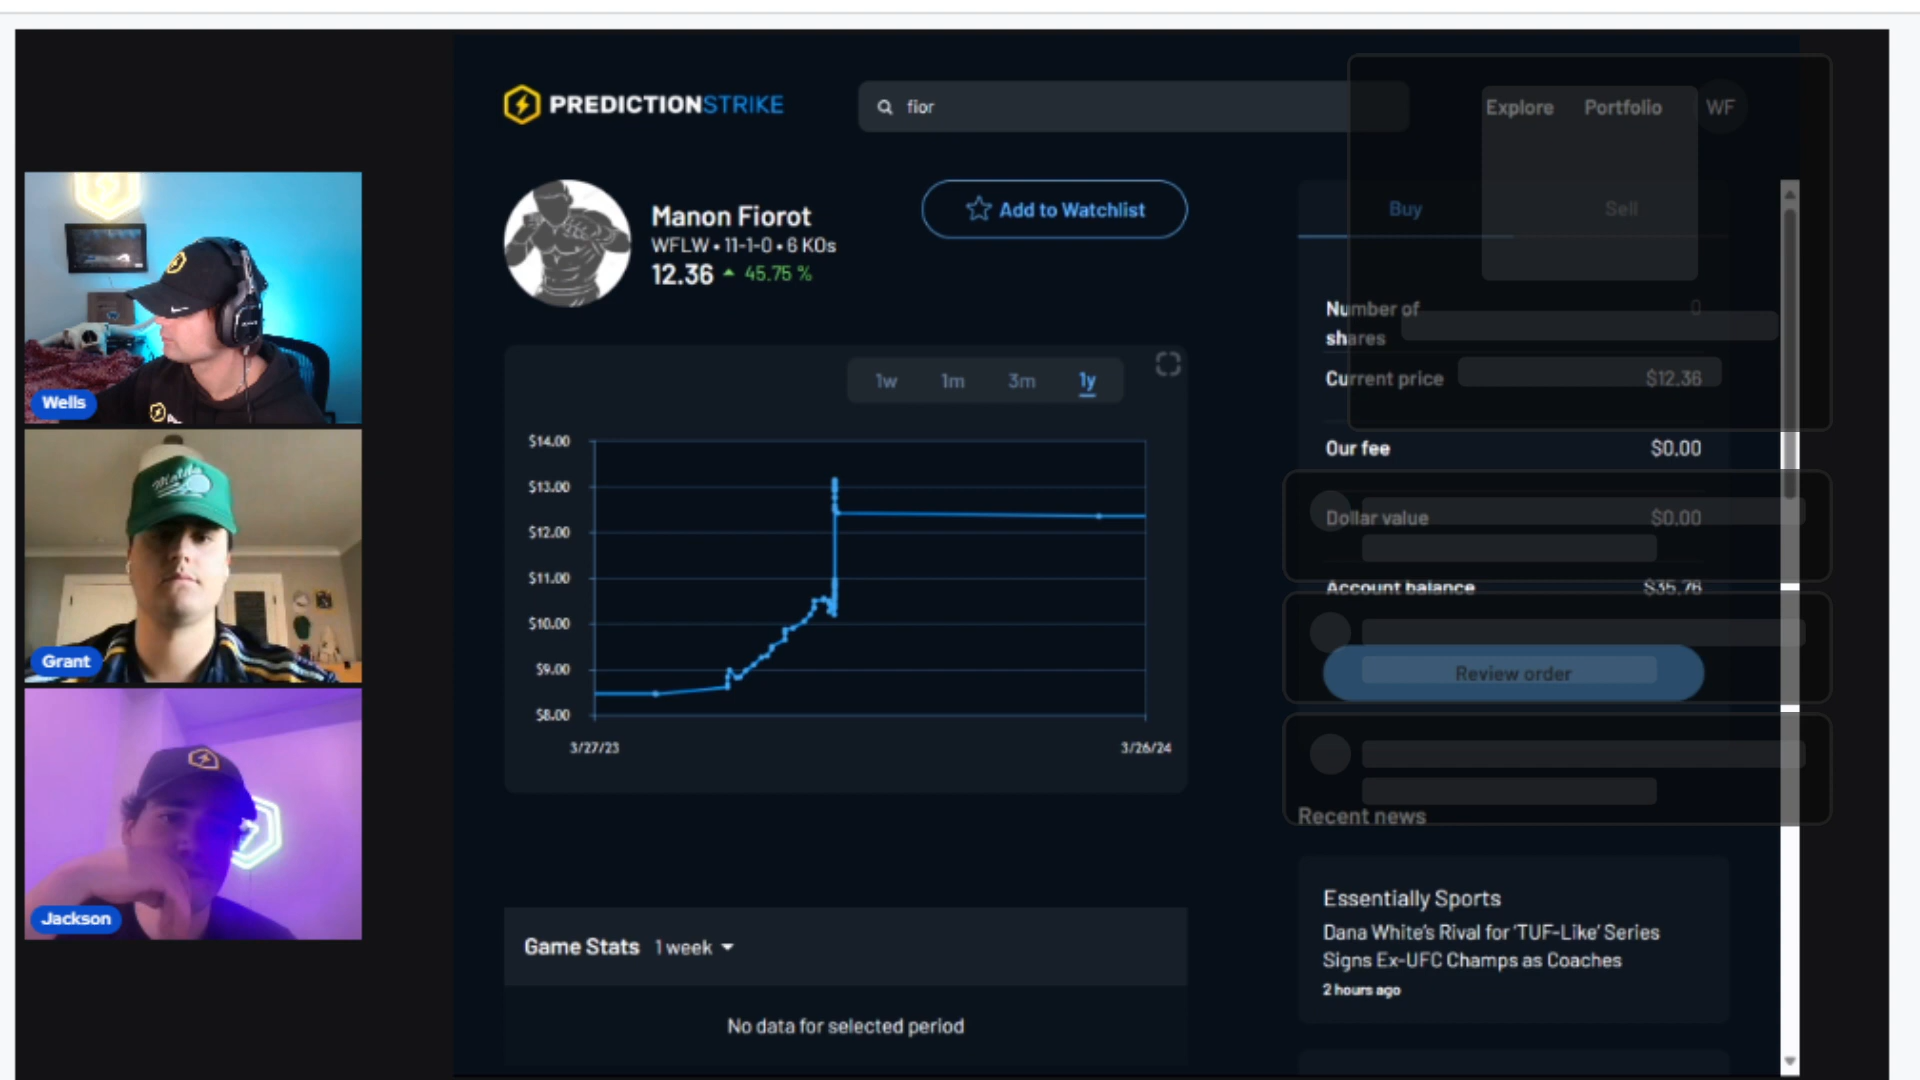 PREDICTIONSTRIKE
fior
Explore Portfolio WF
Manon Fiorot
WFLW • 11-1-0 • 6 KOs
12.36 45.75 %
Add to Watchlist
Buy Sell
Number of shares 0
Current price $12.36
Our fee $0.00
Dollar value $0.00
Account balance $35.76
Review order
1w 1m 3m 1y
$14.00
$13.00
$12.00
$11.00
$10.00
$9.00
$8.00
3/27/23 3/26/24
Wells
Grant
Jackson
Game Stats 1 week
No data for selected period
Recent news
Essentially Sports
Dana White's Rival for 'TUF-Like' Series
Signs Ex-UFC Champs as Coaches
2 hours ago